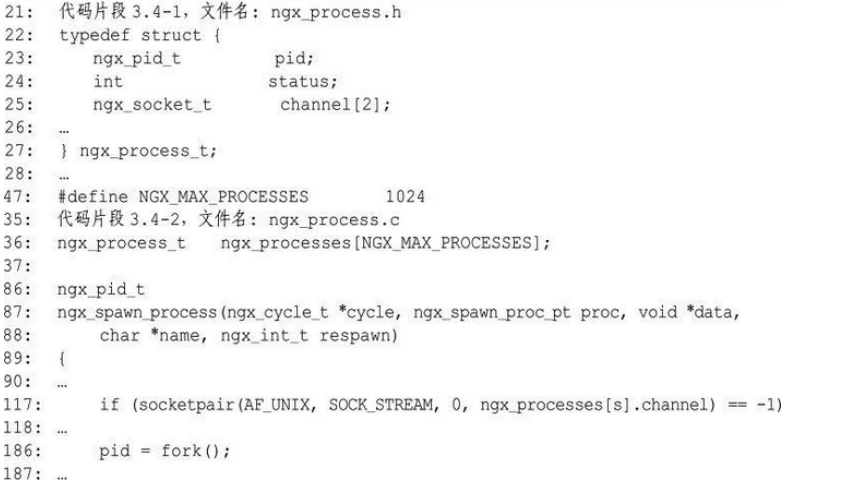 21:  代码片段 3.4-1，文件名: ngx_process.h
22:  typedef struct {
23:      ngx_pid_t          pid;
24:      int                status;
25:      ngx_socket_t       channel[2];
26:  …
27:  } ngx_process_t;
28:  …
47:  #define NGX_MAX_PROCESSES         1024
35:  代码片段 3.4-2，文件名: ngx_process.c
36:  ngx_process_t    ngx_processes[NGX_MAX_PROCESSES];
37:
86:  ngx_pid_t
87:  ngx_spawn_process(ngx_cycle_t *cycle, ngx_spawn_proc_pt proc, void *data,
88:      char *name, ngx_int_t respawn)
89:  {
90:  …
117:      if (socketpair(AF_UNIX, SOCK_STREAM, 0, ngx_processes[s].channel) == -1)
118: …
186:      pid = fork();
187: …